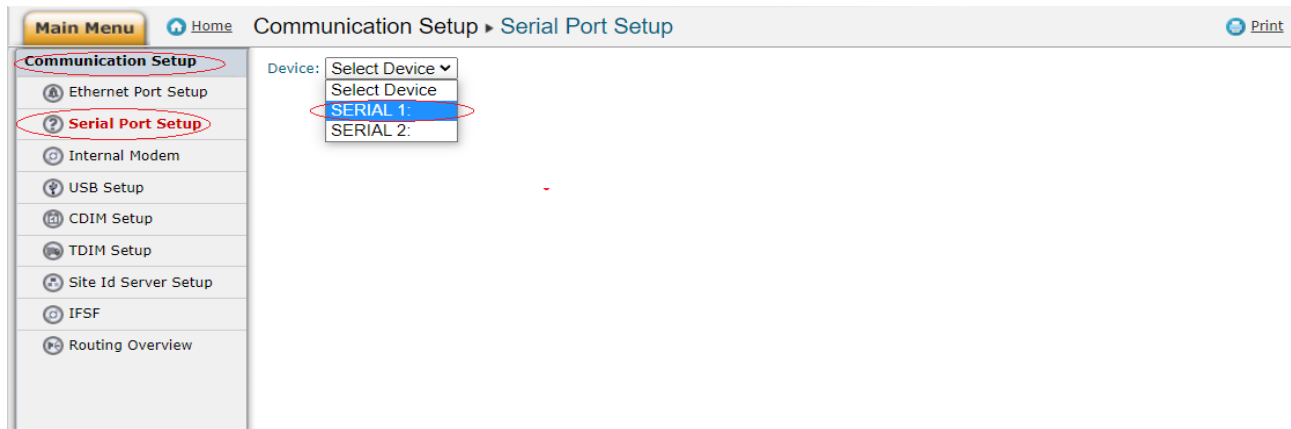 Main Menu
Home
Communication Setup ▸ Serial Port Setup
Print
Communication Setup
Ethernet Port Setup
Serial Port Setup
Internal Modem
USB Setup
CDIM Setup
TDIM Setup
Site Id Server Setup
IFSF
Routing Overview
Device: Select Device
Select Device
SERIAL 1:
SERIAL 2: